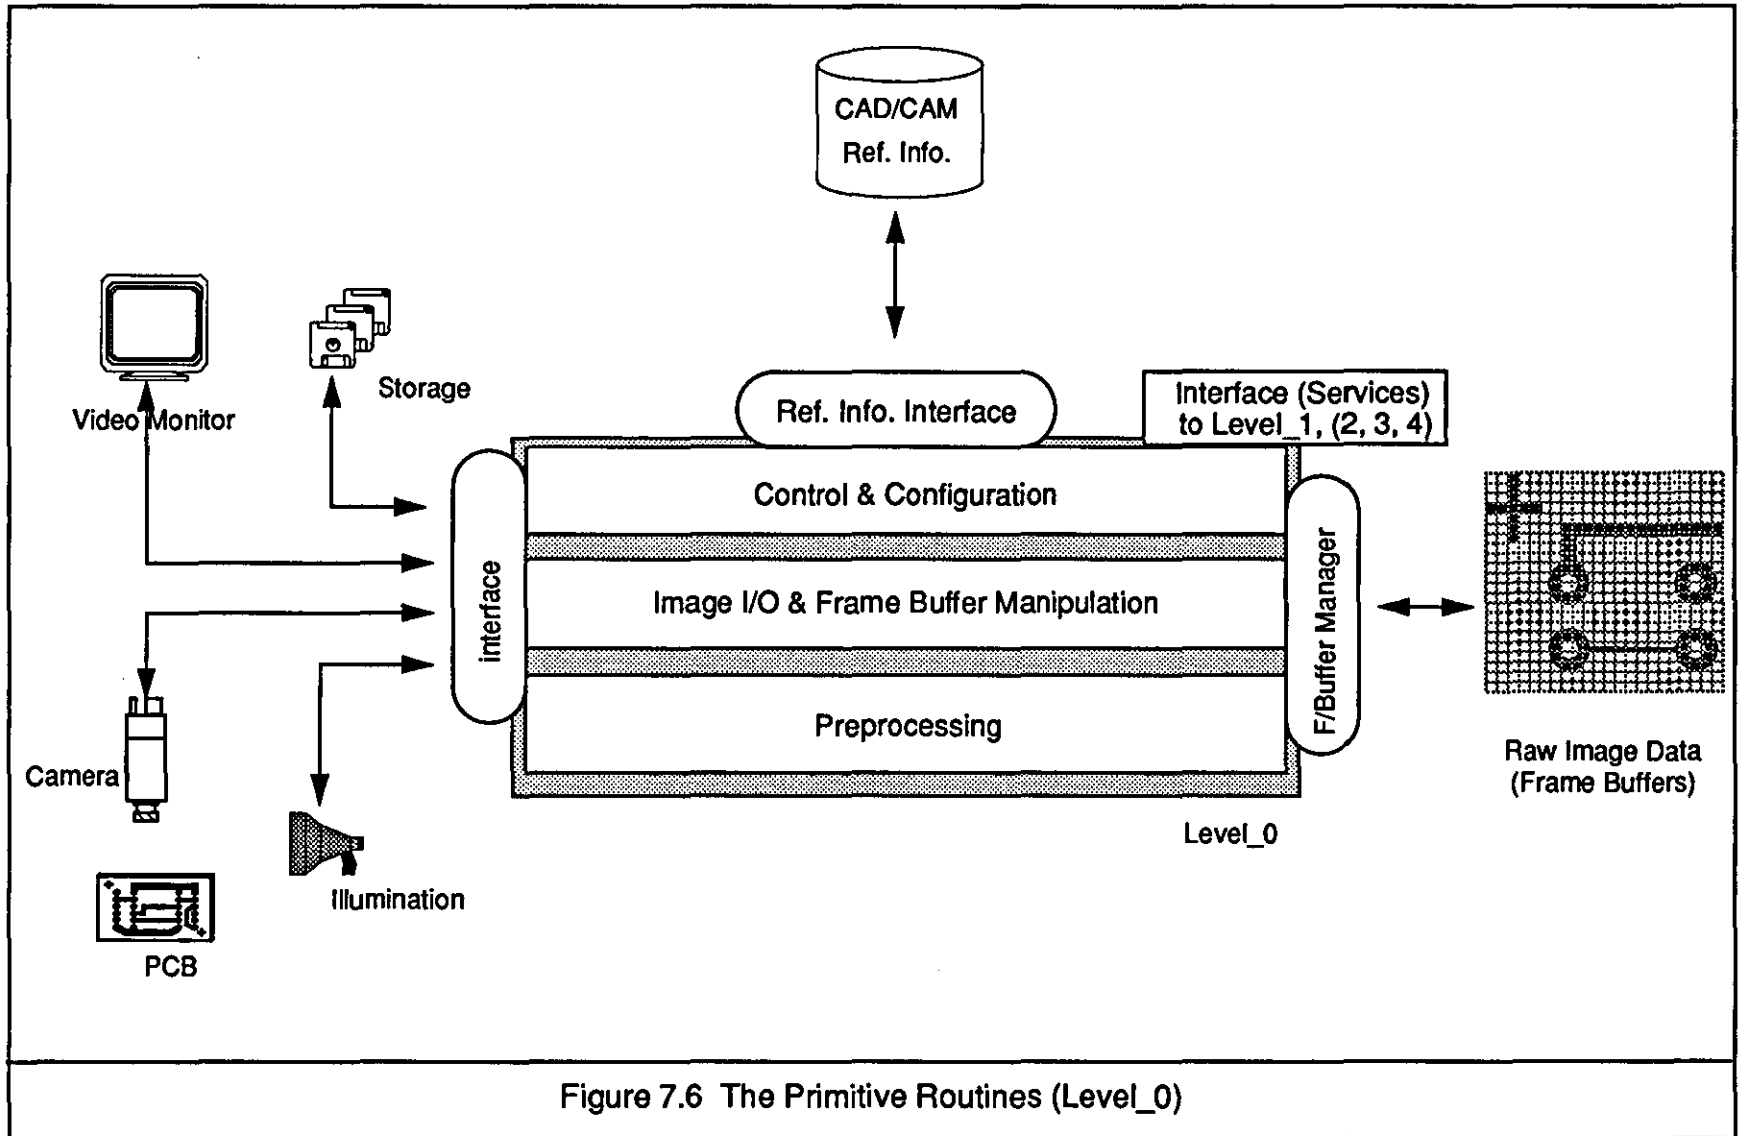 CAD/CAM
Ref. Info.
Storage
Video Monitor
Ref. Info. Interface
Interface (Services)
to Level_1, (2, 3, 4)
Control & Configuration
interface
Image I/O & Frame Buffer Manipulation
F/Buffer Manager
Preprocessing
Raw Image Data
(Frame Buffers)
Camera
Level_0
Illumination
PCB
Figure 7.6 The Primitive Routines (Level_0)